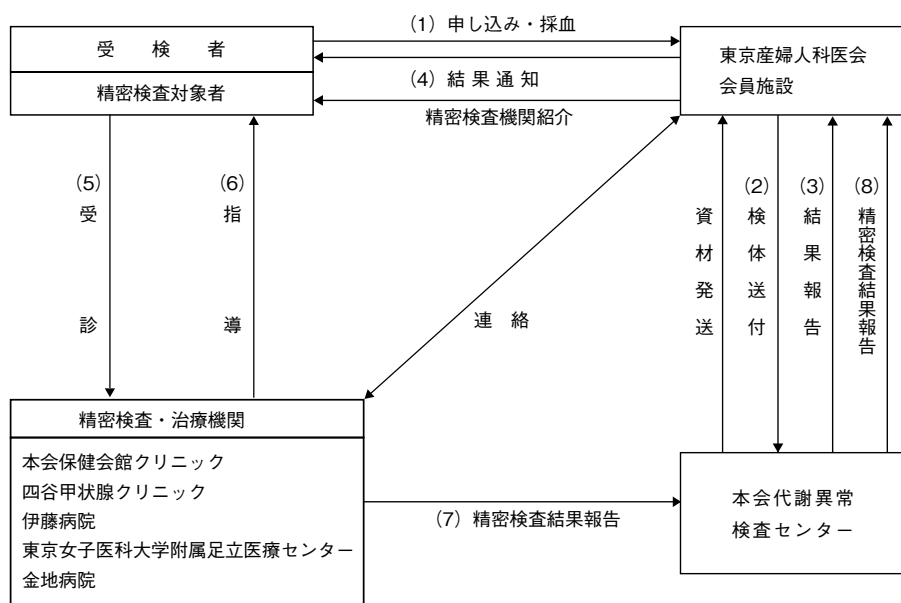 受 検 者
精密検査対象者
(1) 申し込み・採血
(4) 結 果 通 知
精密検査機関紹介
東京産婦人科医会
会員施設
(5)
受 診
(6)
指 導
連 絡
資材発送
(2)
検体送付
(3)
結果報告
(8)
精密検査結果報告
精密検査・治療機関
本会保健会館クリニック
四谷甲状腺クリニック
伊藤病院
東京女子医科大学附属足立医療センター
金地病院
(7) 精密検査結果報告
本会代謝異常
検査センター